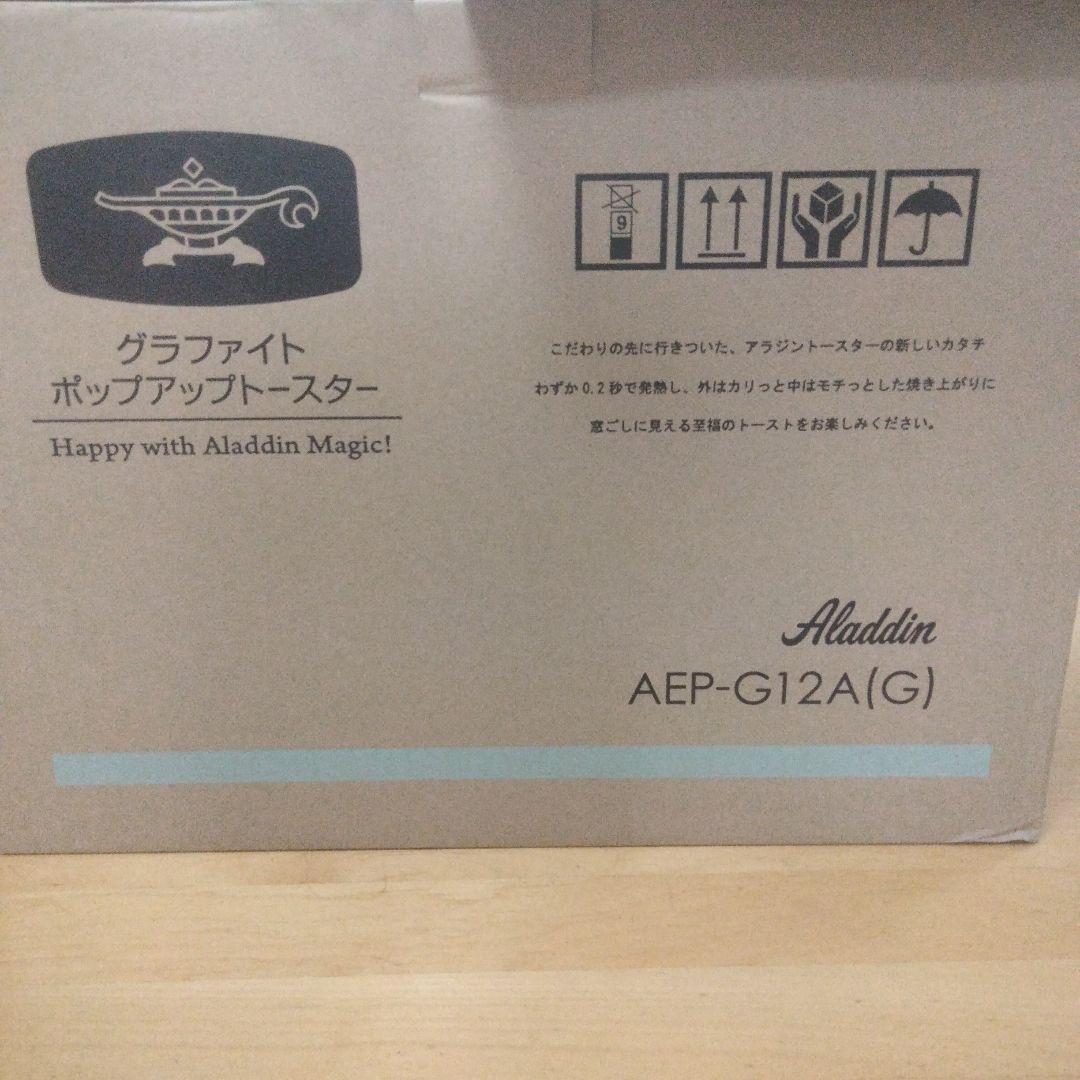 グラファイト
ポップアップトースター
Happy with Aladdin Magic!
9
こだわりの先に行きついた、アラジントースターの新しいカタチ
わずか0.2秒で発熱し、外はカリっと中はモチっとした焼き上がりに
窓ごしに見える至福のトーストをお楽しみください。
Aladdin
AEP-G12A(G)